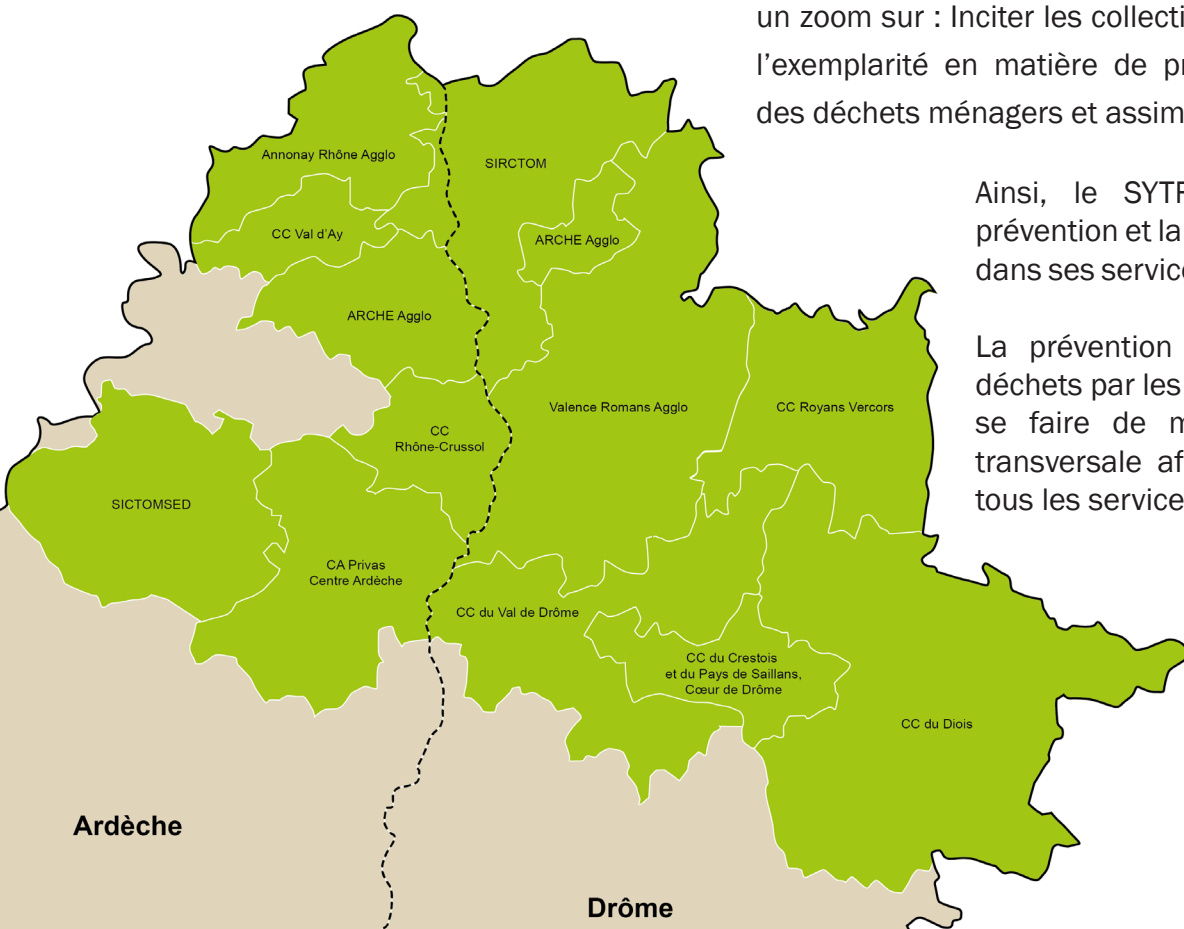 un zoom sur : Inciter les collecti
l’exemplarité en matière de pr
des déchets ménagers et assim
Ainsi, le SYTR
prévention et la
dans ses service
La prévention
déchets par les
se faire de m
transversale af
tous les service
Annonay Rhône Agglo
SIRCTOM
CC Val d’Ay
ARCHE Agglo
ARCHE Agglo
Valence Romans Agglo
CC Royans Vercors
CC
Rhône-Crussol
SICTOMSED
CA Privas
Centre Ardèche
CC du Val de Drôme
CC du Crestois
et du Pays de Saillans,
Cœur de Drôme
CC du Diois
Ardèche
Drôme